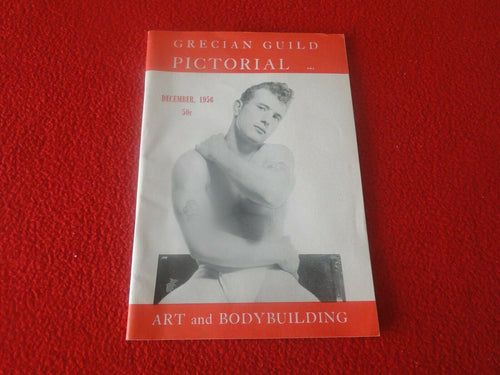 GRECIAN GUILD
PICTORIAL ...
DECEMBER, 1956
50c
ART and BODYBUILDING